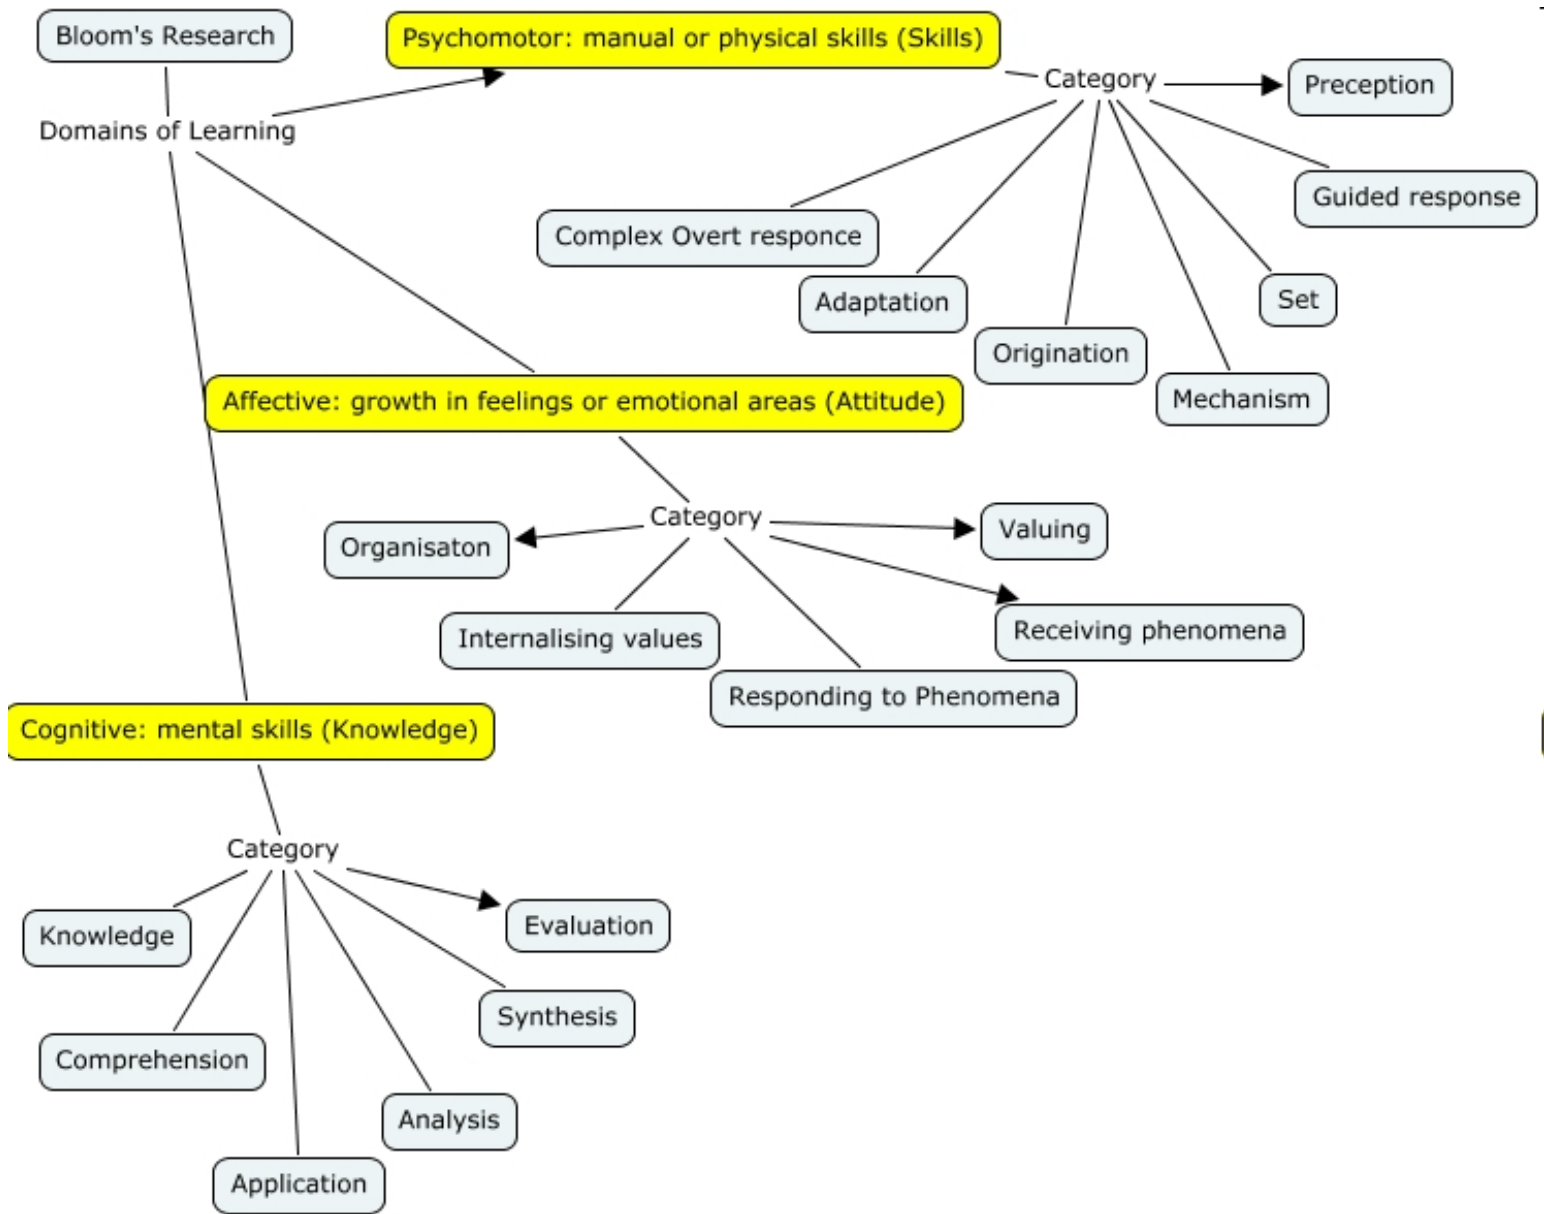 Bloom's Research
Psychomotor: manual or physical skills (Skills)
Category
Preception
Domains of Learning
Guided response
Complex Overt responce
Adaptation
Set
Origination
Mechanism
Affective: growth in feelings or emotional areas (Attitude)
Category
Valuing
Organisaton
Receiving phenomena
Internalising values
Responding to Phenomena
Cognitive: mental skills (Knowledge)
Category
Knowledge
Evaluation
Synthesis
Comprehension
Analysis
Application